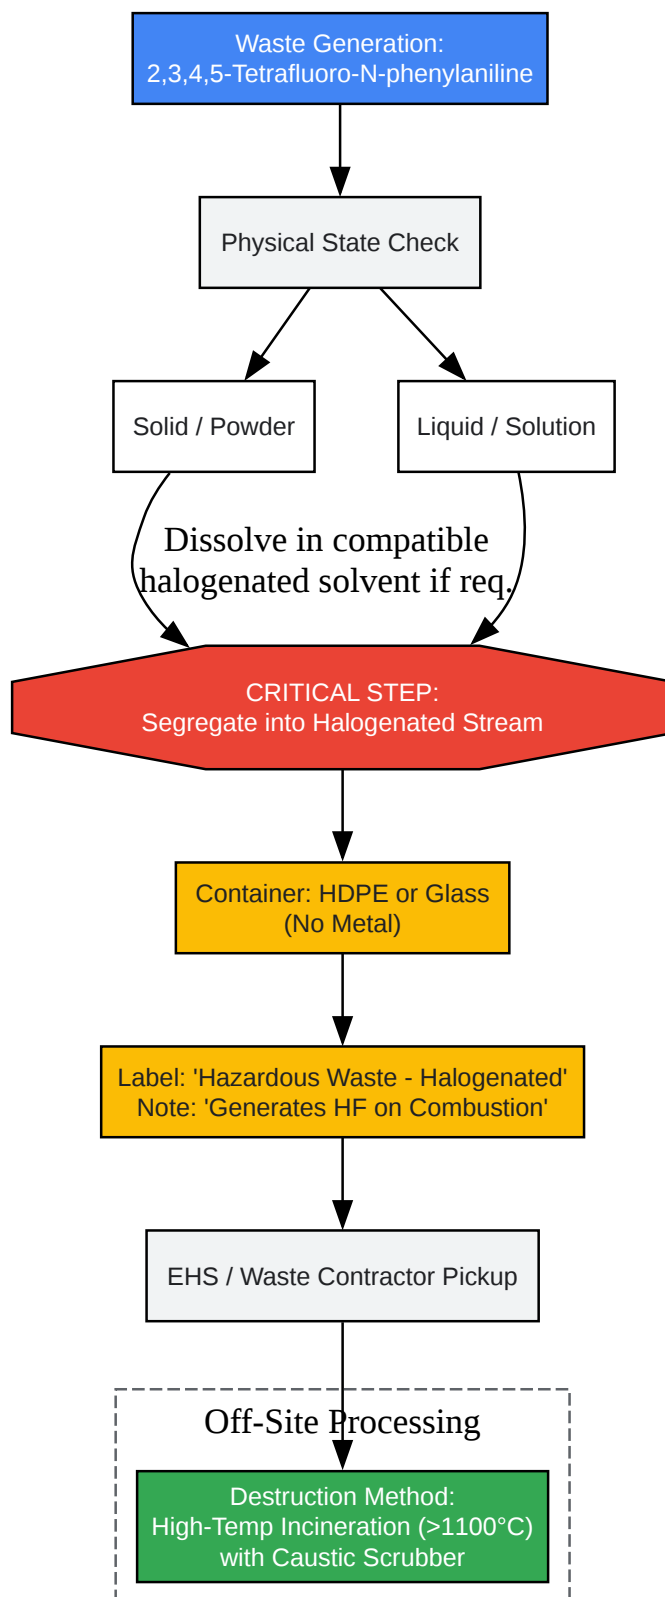 Waste Generation:
2,3,4,5-Tetrafluoro-N-phenylaniline
Physical State Check
Solid / Powder
Liquid / Solution
Dissolve in compatible
halogenated solvent if req.
CRITICAL STEP:
Segregate into Halogenated Stream
Container: HDPE or Glass
(No Metal)
Label: 'Hazardous Waste - Halogenated'
Note: 'Generates HF on Combustion'
EHS / Waste Contractor Pickup
Off-Site Processing
Destruction Method:
High-Temp Incineration (>1100°C)
with Caustic Scrubber